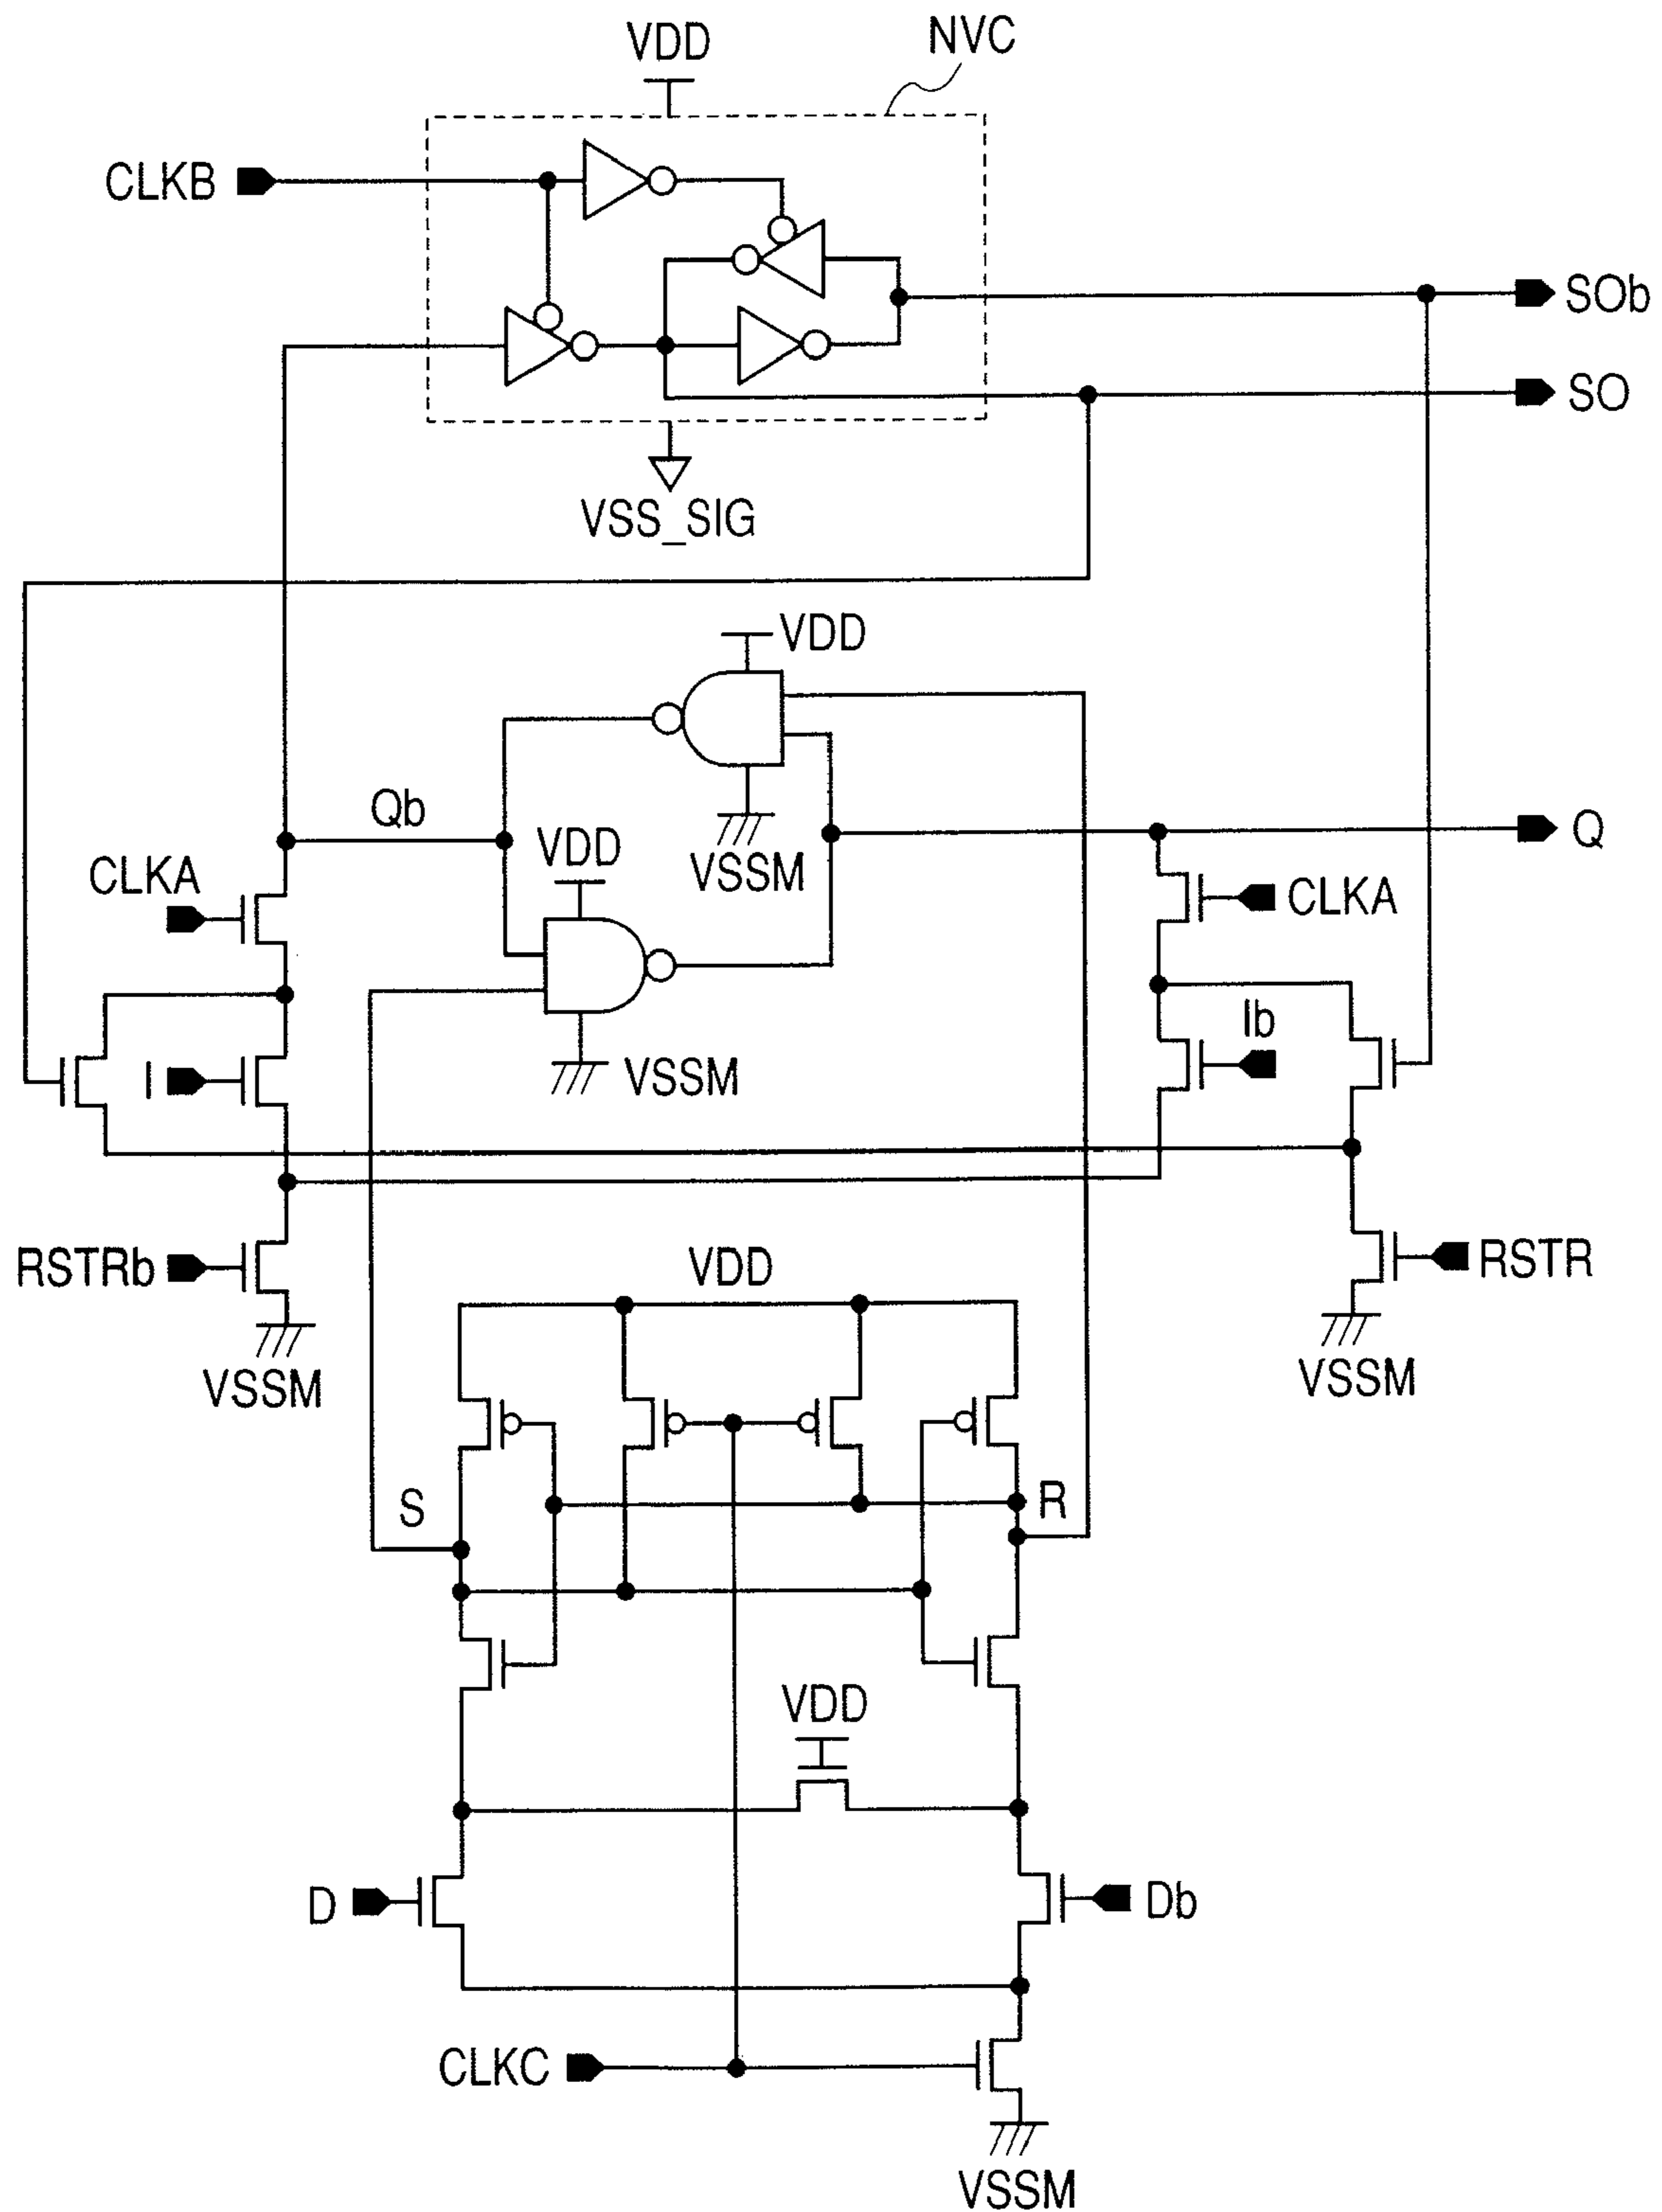 VDD
NVC
CLKB
SOb
SO
VSS_SIG
VDD
Qb
VDD
VSSM
Q
CLKA
CLKA
Ib
I
VSSM
RSTRb
VDD
RSTR
VSSM
VSSM
S
R
VDD
D
Db
CLKC
VSSM